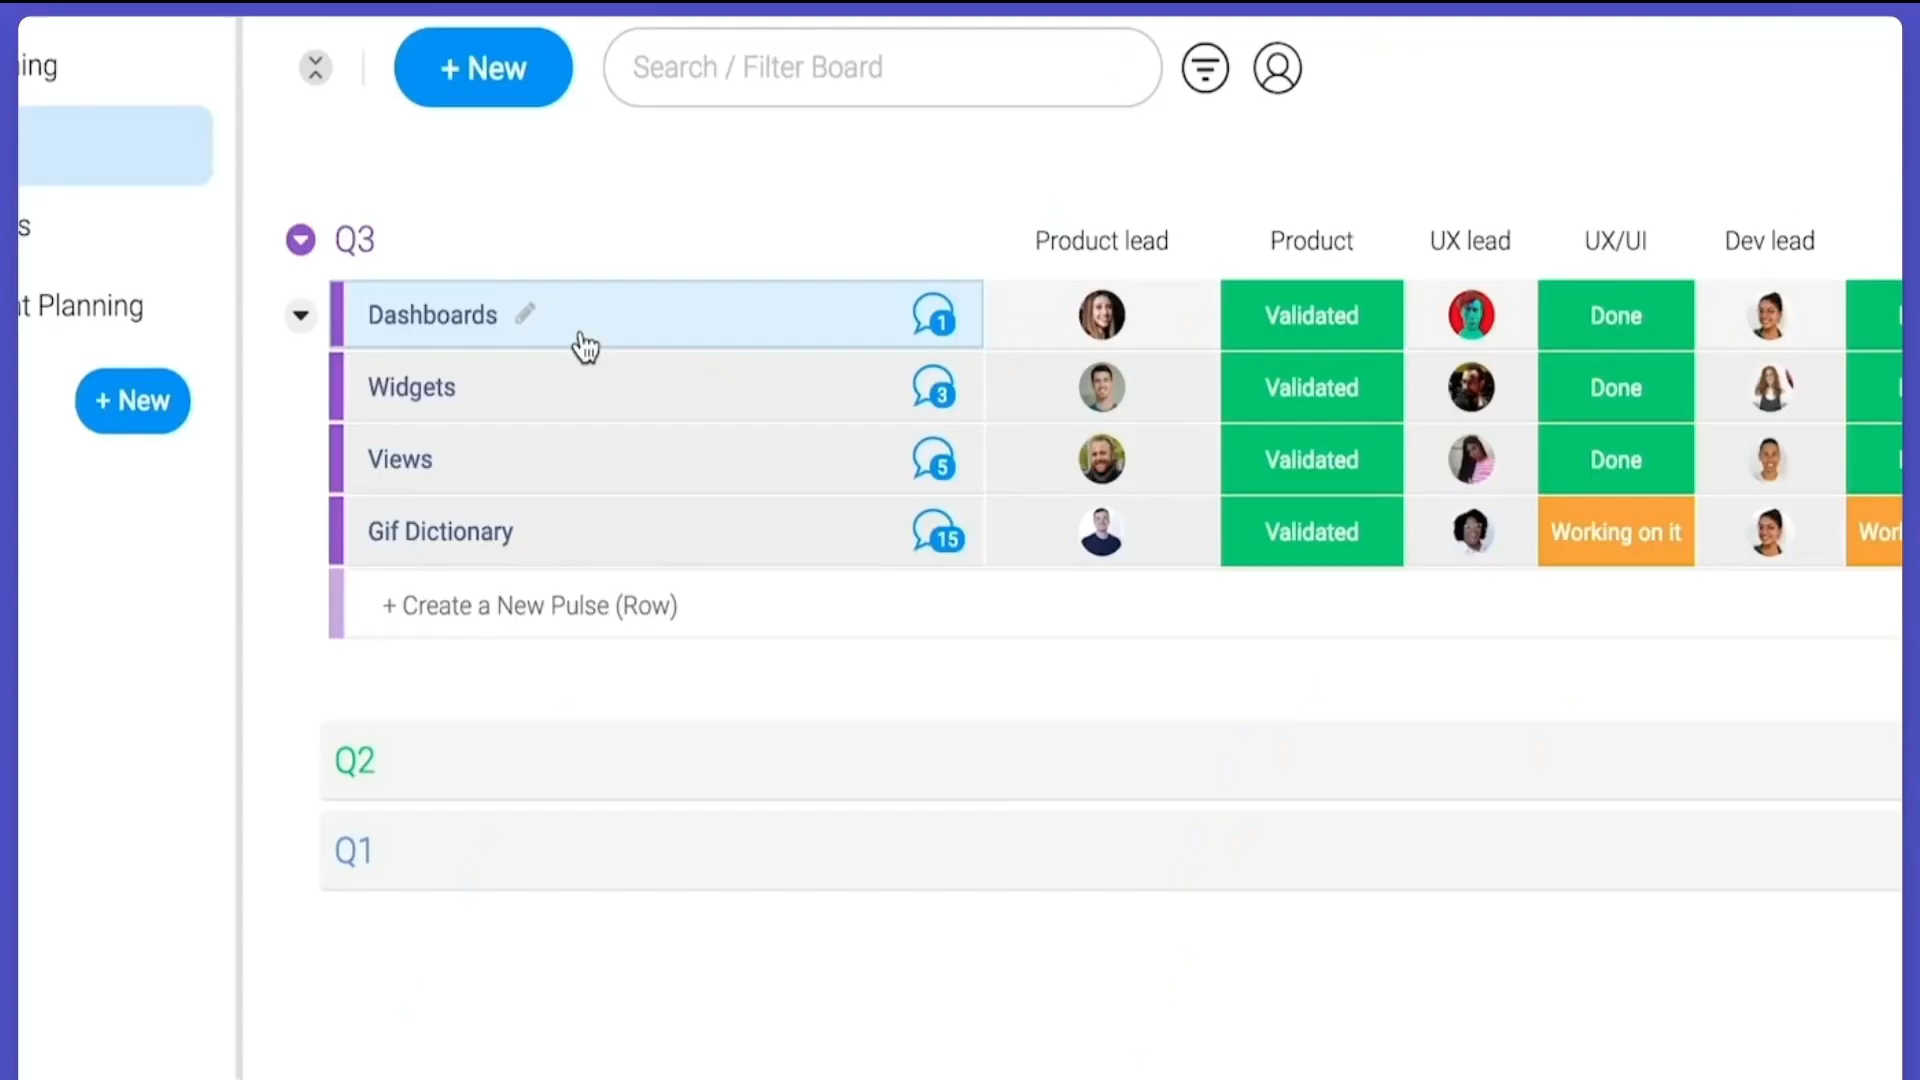 ing
+ New
Search / Filter Board
s
t Planning
+ New
Q3
Product lead
Product
UX lead
UX/UI
Dev lead
Dashboards
1
Validated
Done
Widgets
3
Validated
Done
Views
5
Validated
Done
Gif Dictionary
15
Validated
Working on it
Wor
+ Create a New Pulse (Row)
Q2
Q1